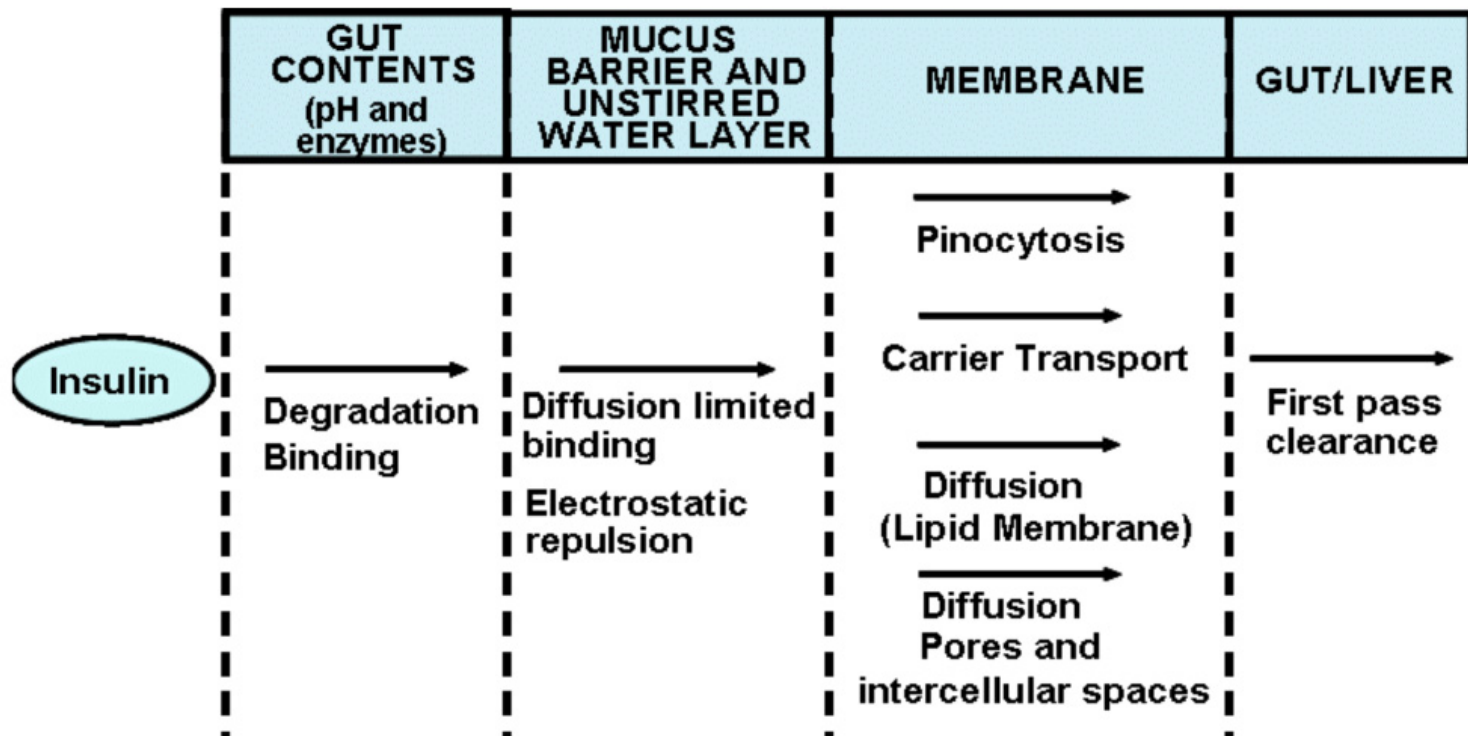 GUT
CONTENTS
(pH and
enzymes)
MUCUS
BARRIER AND
UNSTIRRED
WATER LAYER
MEMBRANE
GUT/LIVER
Insulin
Degradation
Binding
Diffusion limited
binding
Electrostatic
repulsion
Pinocytosis
Carrier Transport
Diffusion
(Lipid Membrane)
Diffusion
Pores and
intercellular spaces
First pass
clearance